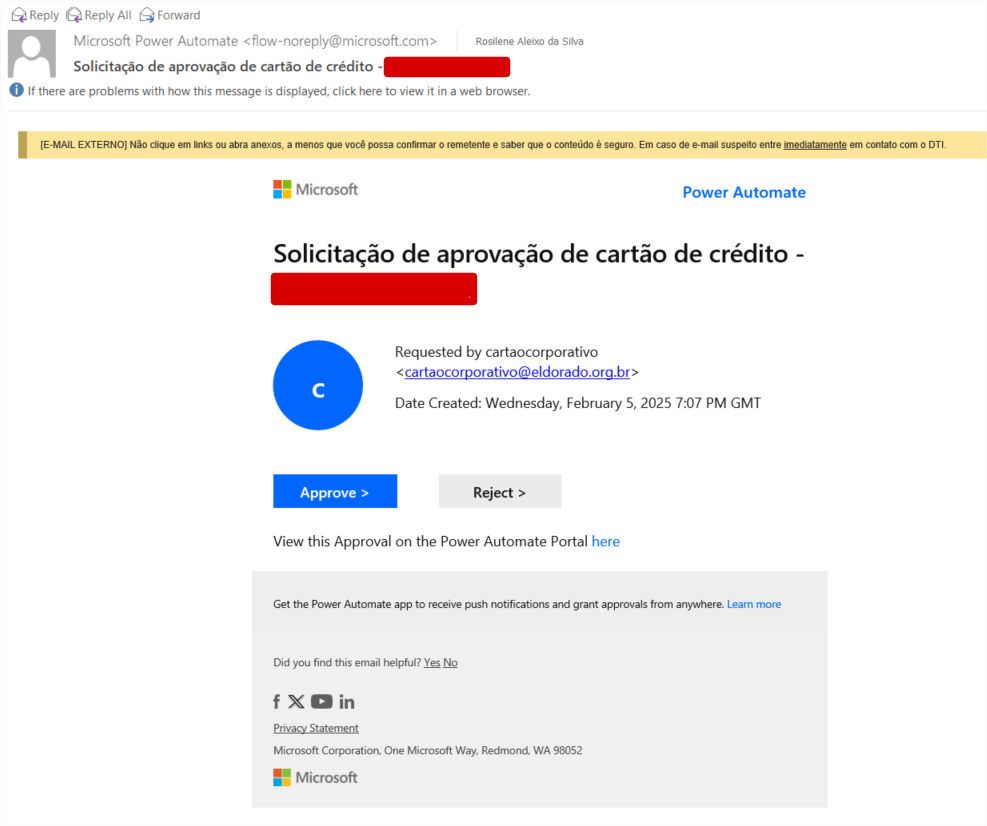 Reply Reply All Forward
Microsoft Power Automate <flow-noreply@microsoft.com> Rosilene Aleixo da Silva
Solicitação de aprovação de cartão de crédito -
If there are problems with how this message is displayed, click here to view it in a web browser.
[E-MAIL EXTERNO] Não clique em links ou abra anexos, a menos que você possa confirmar o remetente e saber que o conteúdo é seguro. Em caso de e-mail suspeito entre imediatamente em contato com o DTI.
Microsoft Power Automate
Solicitação de aprovação de cartão de crédito -
C
Requested by cartaocorporativo
<cartaocorporativo@eldorado.org.br>
Date Created: Wednesday, February 5, 2025 7:07 PM GMT
Approve > Reject >
View this Approval on the Power Automate Portal here
Get the Power Automate app to receive push notifications and grant approvals from anywhere. Learn more
Did you find this email helpful? Yes No
Privacy Statement
Microsoft Corporation, One Microsoft Way, Redmond, WA 98052
Microsoft